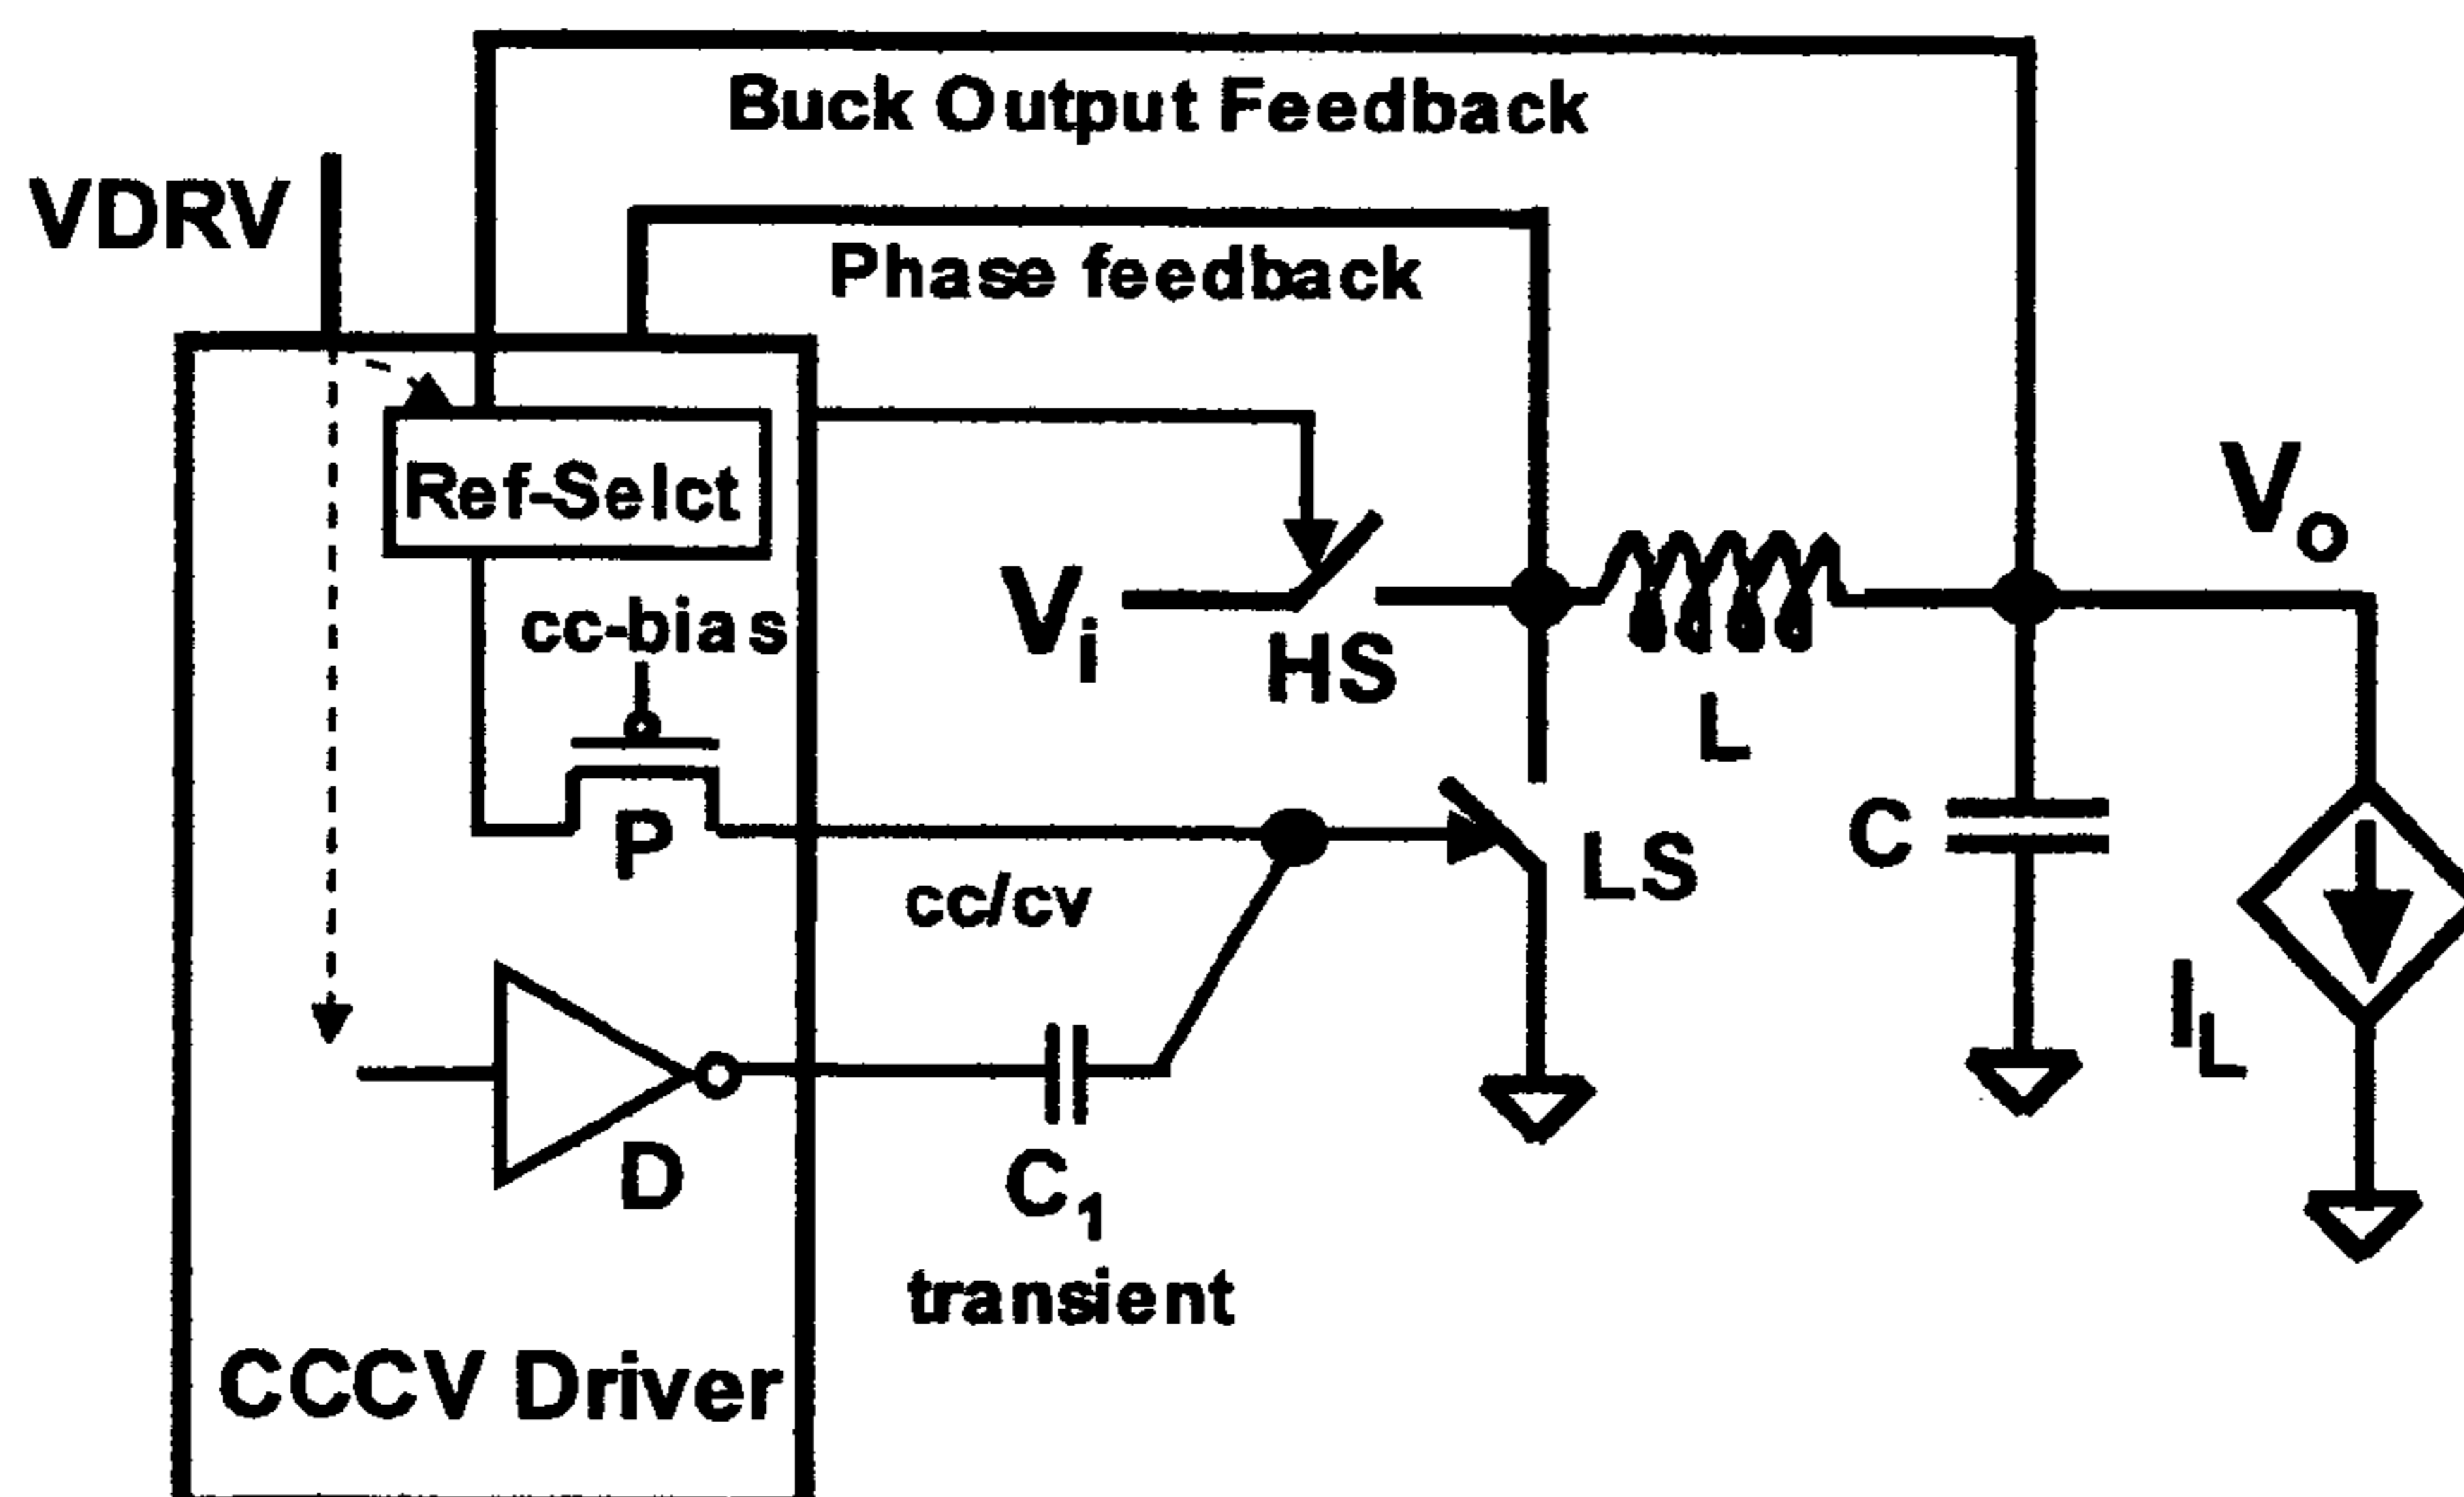 Buck Output Feedback
VDRV
Phase feedback
Ref-Selct
cc-bias
Vi
HS
L
Vo
P
cc/cv
LS
C
IL
D
C1
transient
CCCV Driver